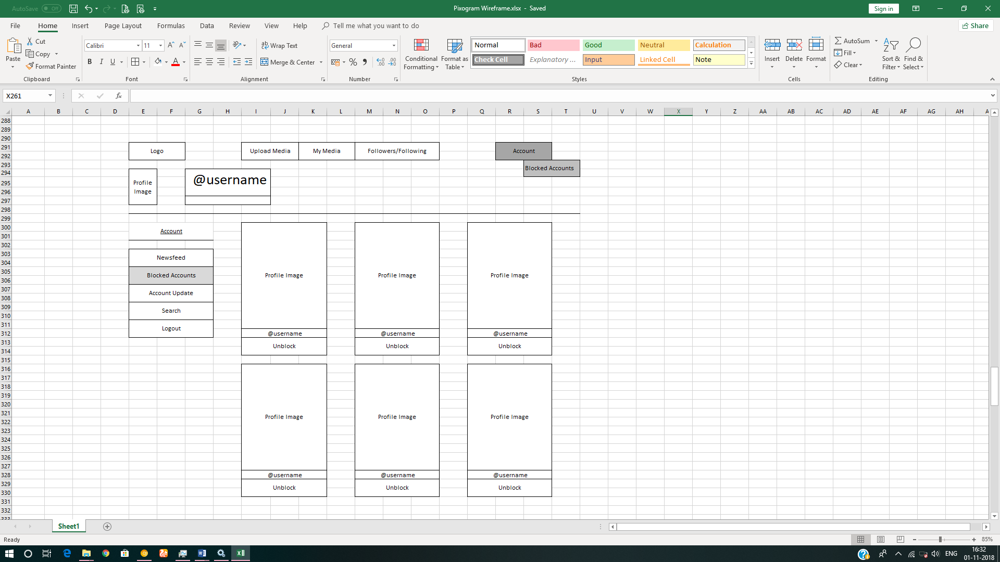 AutoSave Off
Pixogram Wireframe.xlsx - Saved
Sign in
File Home Insert Page Layout Formulas Data Review View Help Tell me what you want to do
Share
Paste
Cut
Copy
Format Painter
Clipboard
Calibri 11
B I U
Font
Wrap Text
Merge & Center
Alignment
General
Number
Conditional Formatting
Format as Table
Normal Bad Good Neutral Calculation
Check Cell Explanatory ... Input Linked Cell Note
Styles
Insert Delete Format
Cells
AutoSum
Fill
Clear
Sort & Filter
Find & Select
Editing
X261
fx
A B C D E F G H I J K L M N O P Q R S T U V W X Y Z AA AB AC AD AE AF AG AH A
288
289
290
291
292
293
294
295
296
297
298
299
300
301
302
303
304
305
306
307
308
309
310
311
312
313
314
315
316
317
318
319
320
321
322
323
324
325
326
327
328
329
330
331
332
333
Logo
Upload Media My Media Followers/Following
Account
Blocked Accounts
Profile
Image
@username
Account
Newsfeed
Blocked Accounts
Account Update
Search
Logout
Profile Image Profile Image Profile Image
@username @username @username
Unblock Unblock Unblock
Profile Image Profile Image Profile Image
@username @username @username
Unblock Unblock Unblock
Sheet1
Ready
85%
ENG
16:32
01-11-2018